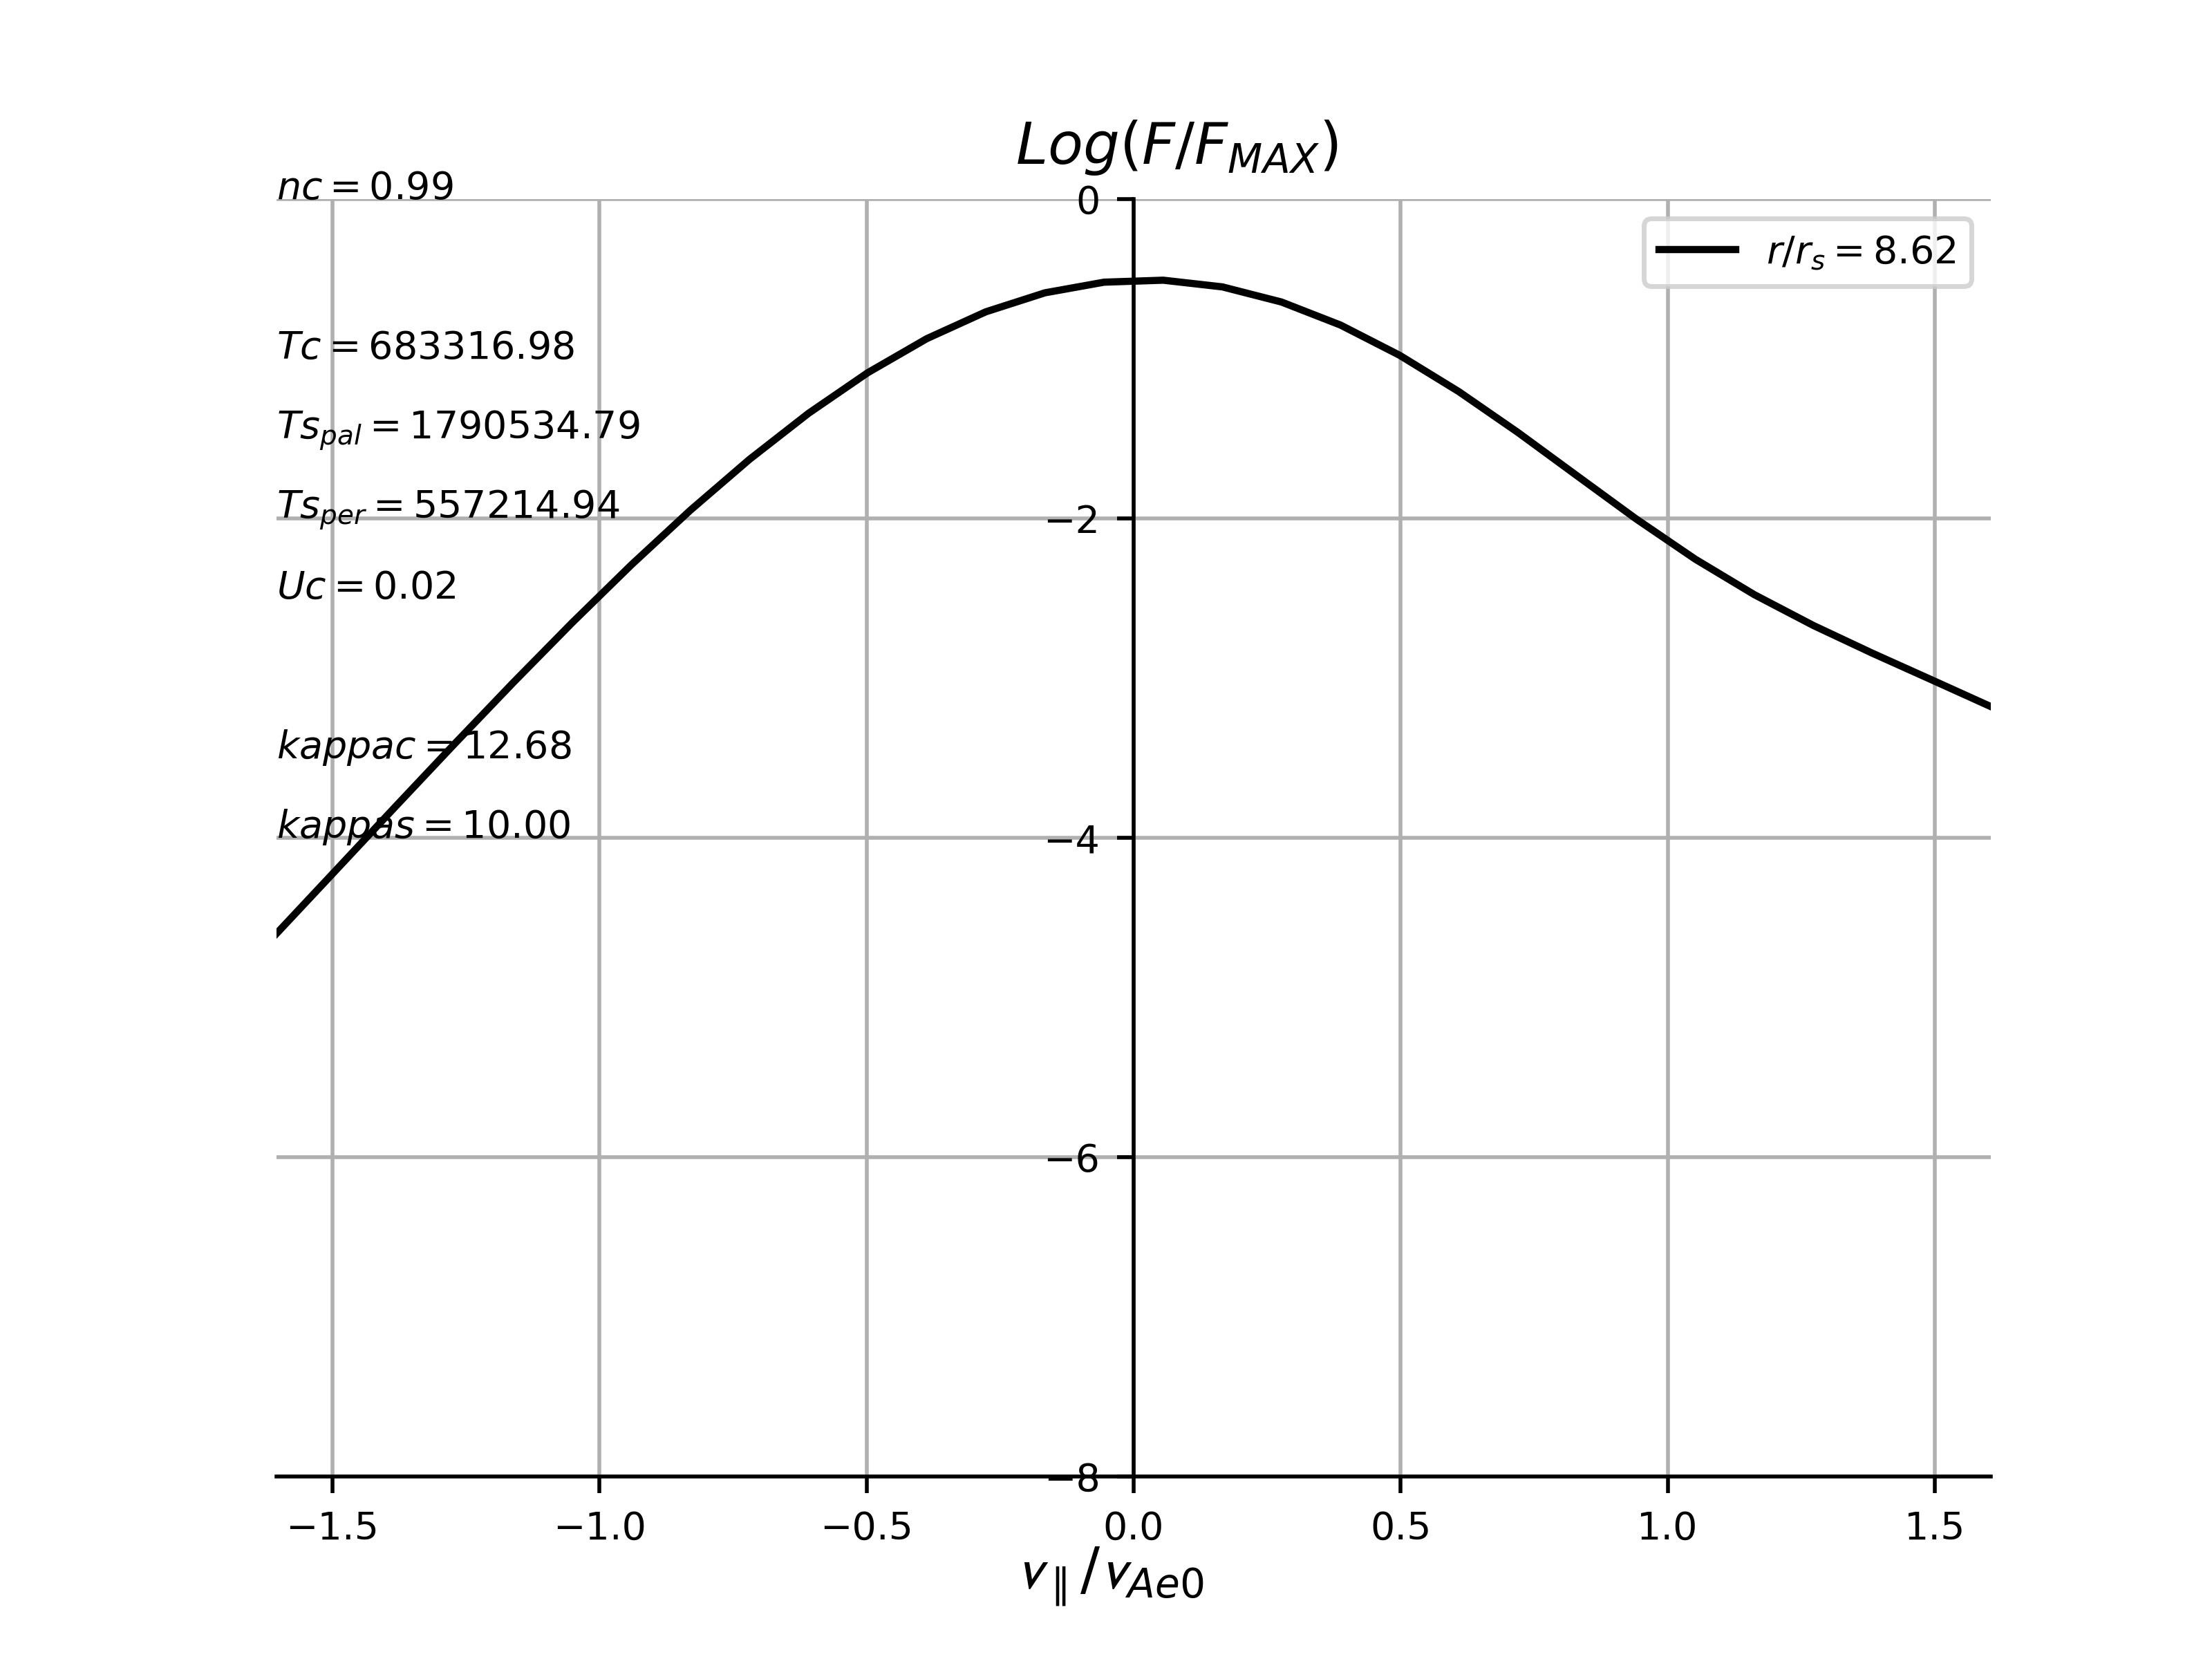 Log(F/F_MAX)
nc = 0.99
0
r/r_s = 8.62
Tc = 683316.98
Ts_pal = 1790534.79
Ts_per = 557214.94
−2
Uc = 0.02
kappac = 12.68
kappas = 10.00
−4
−6
−8
−1.5 −1.0 −0.5 0.0 0.5 1.0 1.5
v_∥/v_Ae0